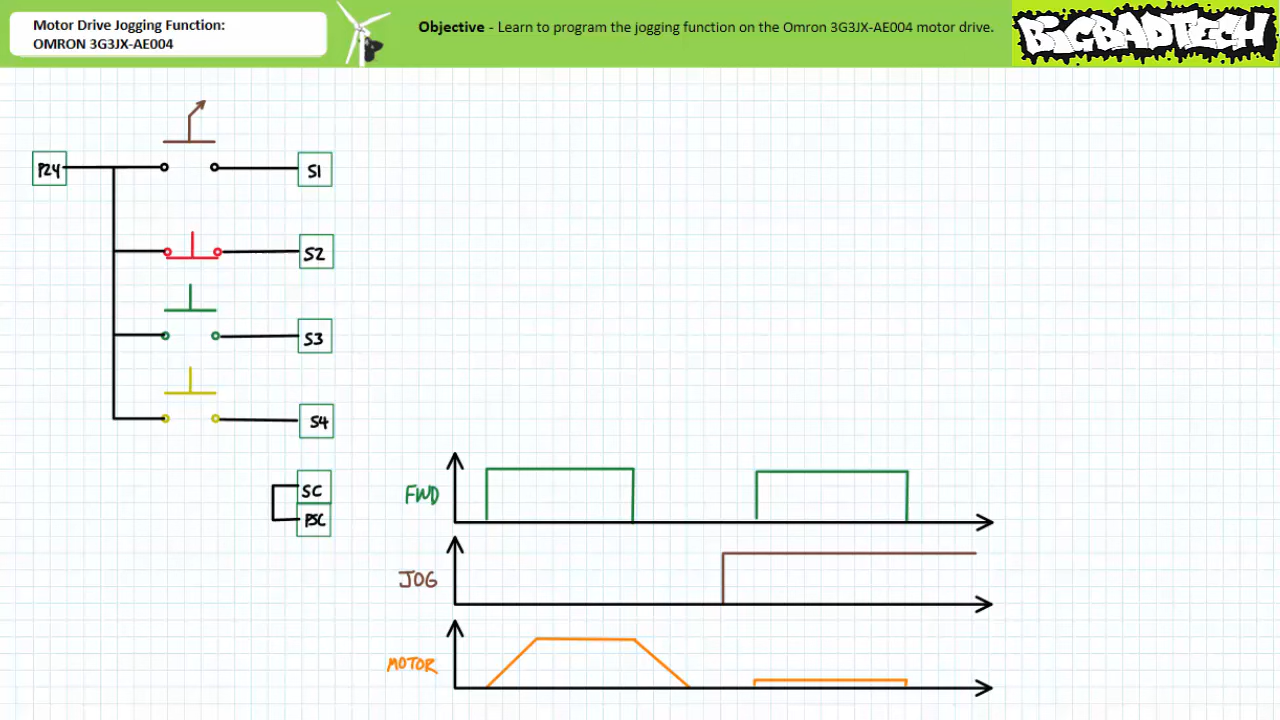 Motor Drive Jogging Function:
OMRON 3G3JX-AE004
Objective - Learn to program the jogging function on the Omron 3G3JX-AE004 motor drive.
BIGBADTECH
P24
S1
S2
S3
S4
SC
PSC
FWD
JOG
MOTOR